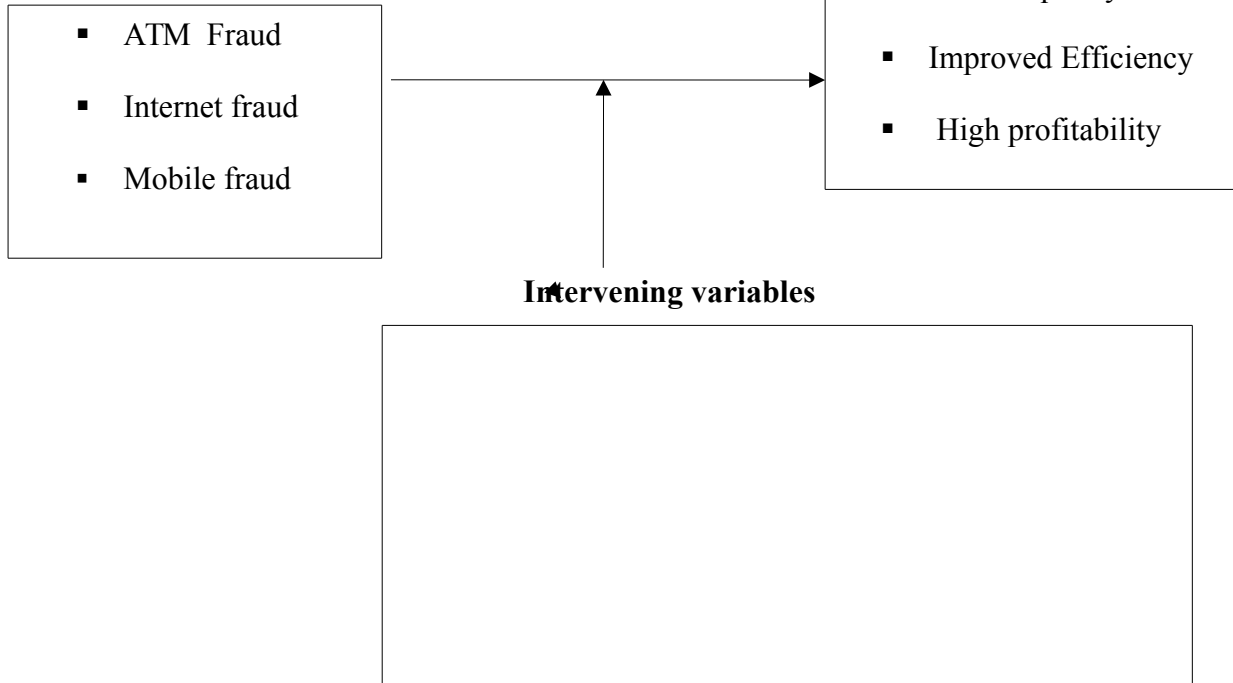 ▪ ATM Fraud
▪ Internet fraud
▪ Mobile fraud
▪ Improved Efficiency
▪ High profitability
Intervening variables